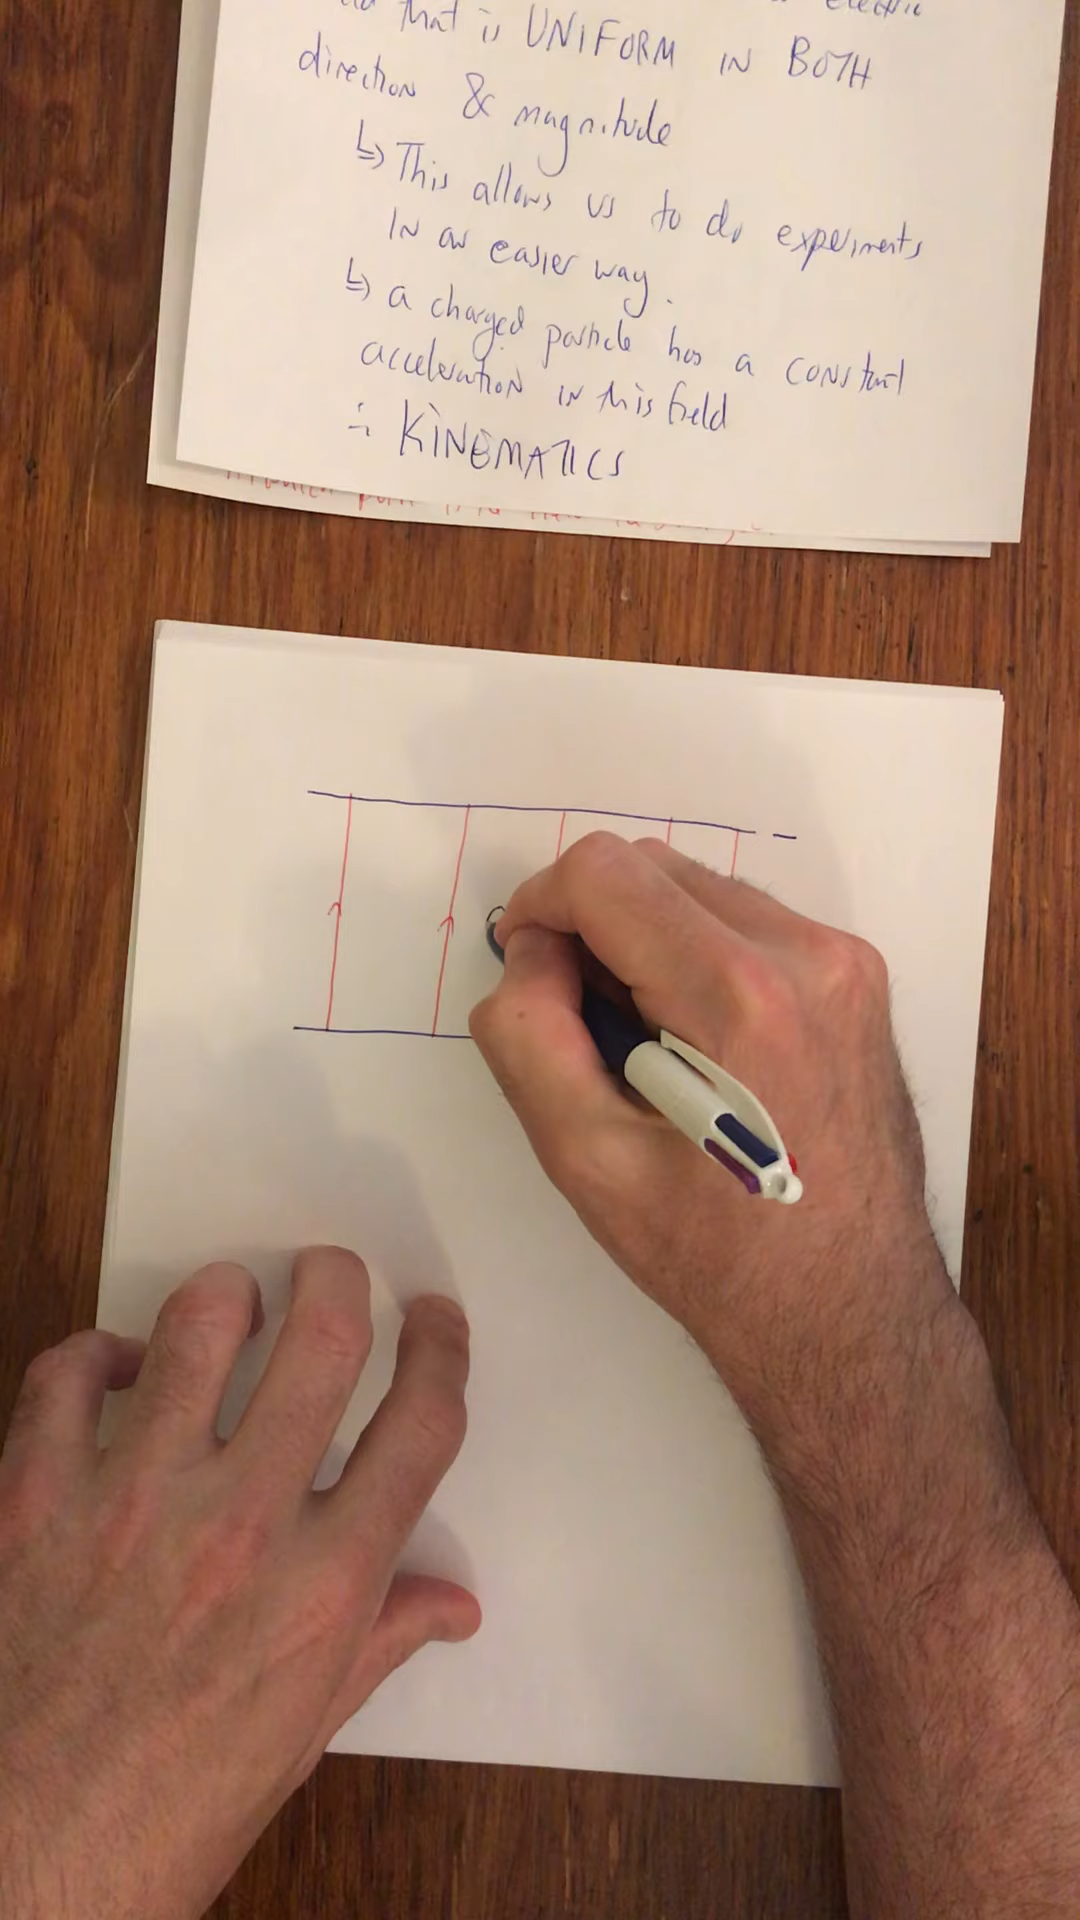 that is UNIFORM IN BOTH
direction & magnitude
↳ This allows us to do experiments
IN an easier way.
↳ a charged particle has a constant
acceleration IN this field
∴ KINEMATICS